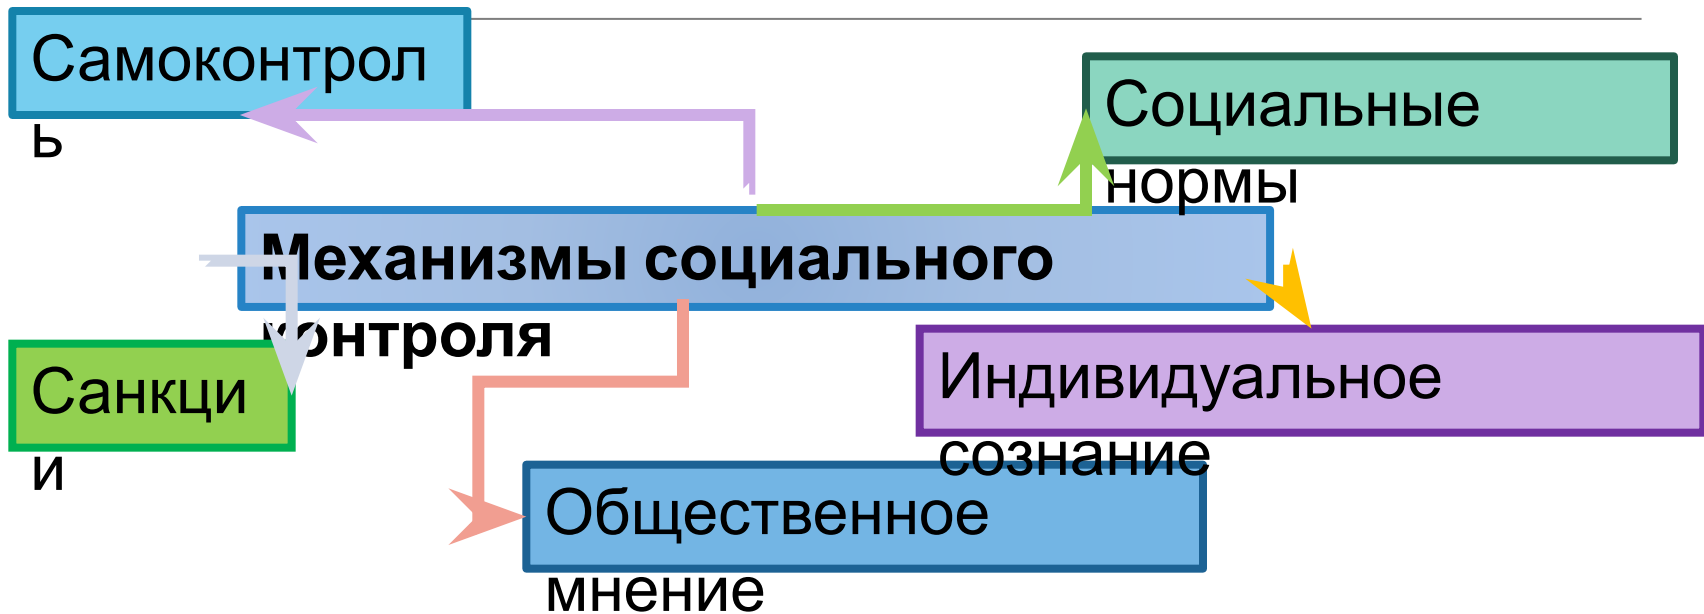 Самоконтрол
ь
Социальные
нормы
Механизмы социального
контроля
Санкци
и
Индивидуальное
сознание
Общественное
мнение